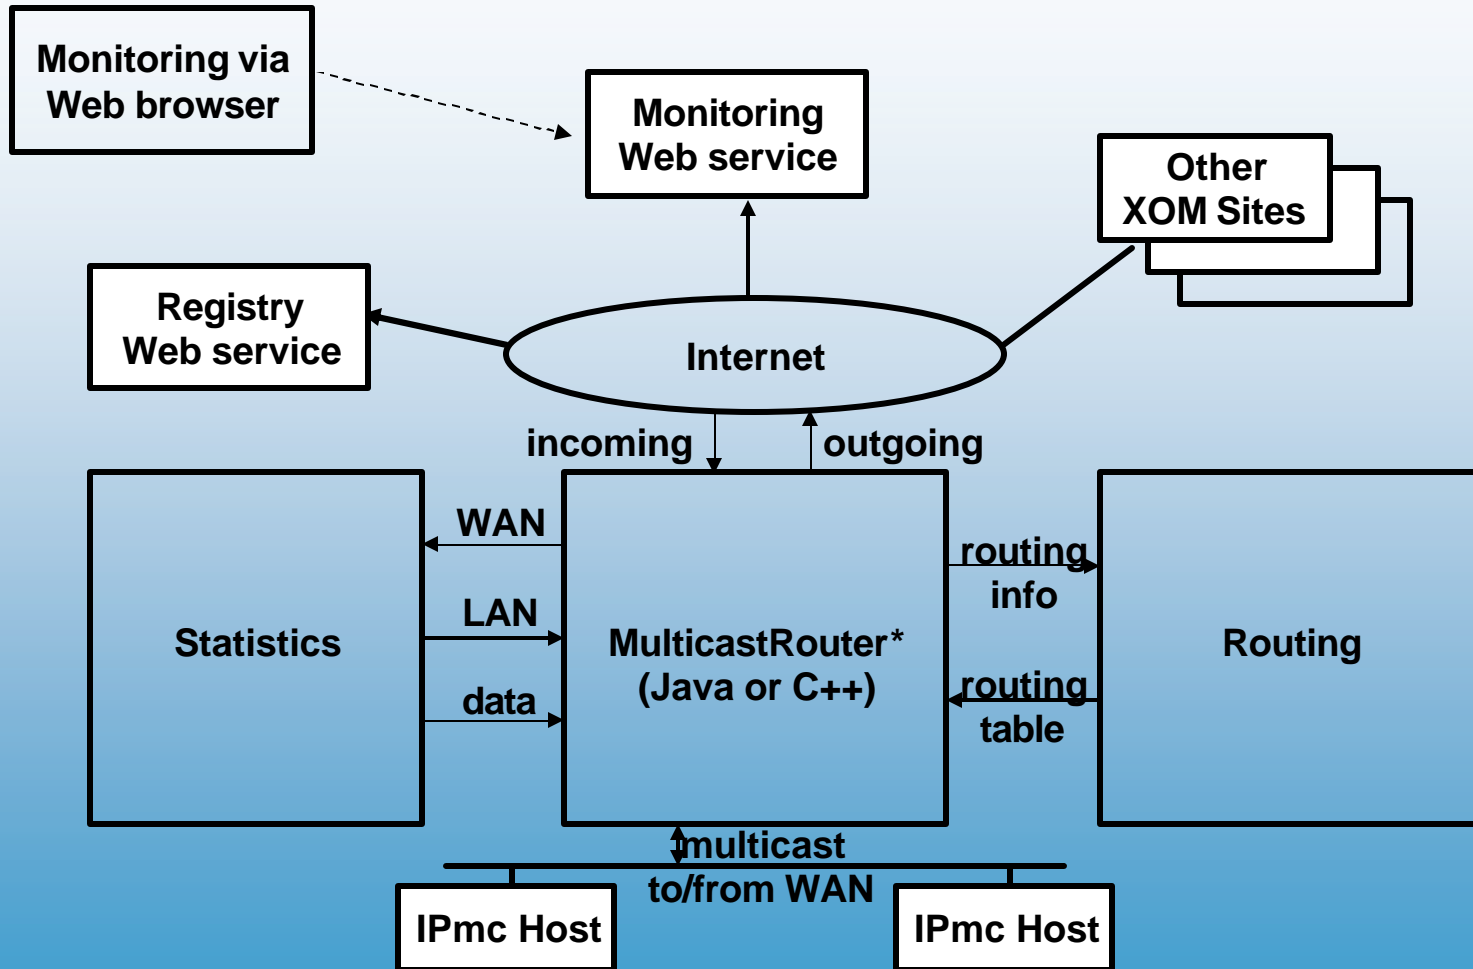 Monitoring via
Web browser
Monitoring
Web service
Other
XOM Sites
Registry
Web service
Internet
incoming
outgoing
WAN
LAN
data
Statistics
MulticastRouter*
(Java or C++)
routing
info
routing
table
Routing
multicast
to/from WAN
IPmc Host
IPmc Host